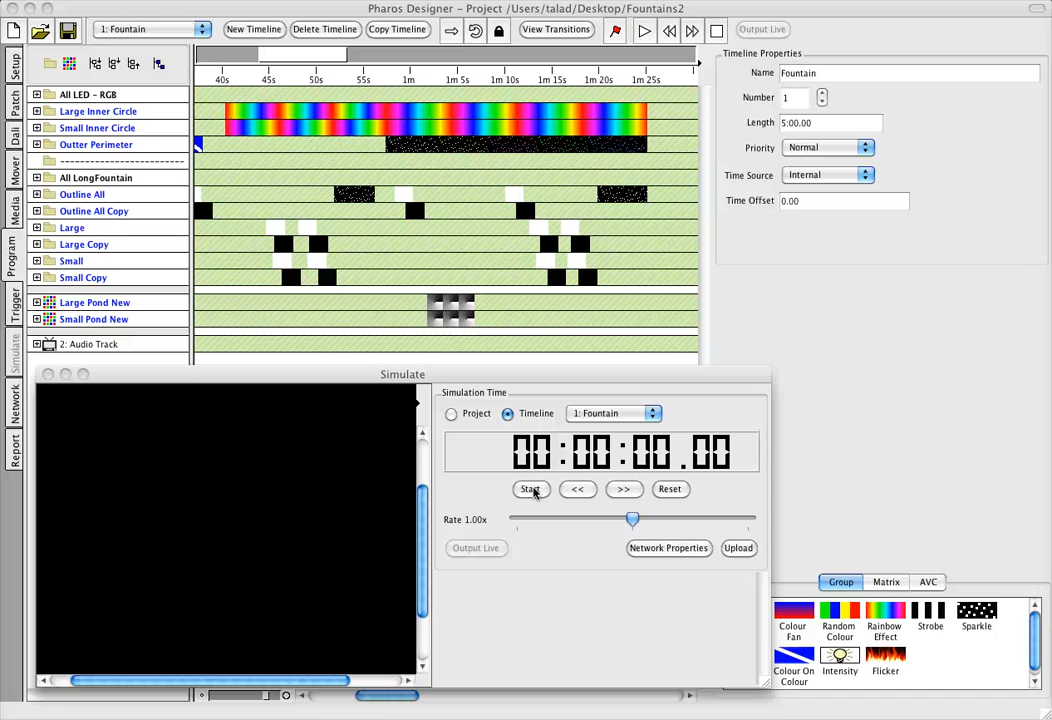 Pharos Designer - Project /Users/talad/Desktop/Fountains2
1: Fountain
New Timeline
Delete Timeline
Copy Timeline
View Transitions
Output Live
Setup
Patch
Dali
Mover
Media
Program
Trigger
Simulate
Network
Report
40s 45s 50s 55s 1m 1m 5s 1m 10s 1m 15s 1m 20s 1m 25s
All LED - RGB
Large Inner Circle
Small Inner Circle
Outter Perimeter
--------------------------
All LongFountain
Outline All
Outline All Copy
Large
Large Copy
Small
Small Copy
Large Pond New
Small Pond New
2: Audio Track
Timeline Properties
Name Fountain
Number 1
Length 5:00.00
Priority Normal
Time Source Internal
Time Offset 0.00
Simulate
Simulation Time
Project Timeline 1: Fountain
00:00:00.00
Start << >> Reset
Rate 1.00x
Output Live Network Properties Upload
Group Matrix AVC
Colour Fan
Random Colour
Rainbow Effect
Strobe
Sparkle
Colour On Colour
Intensity
Flicker